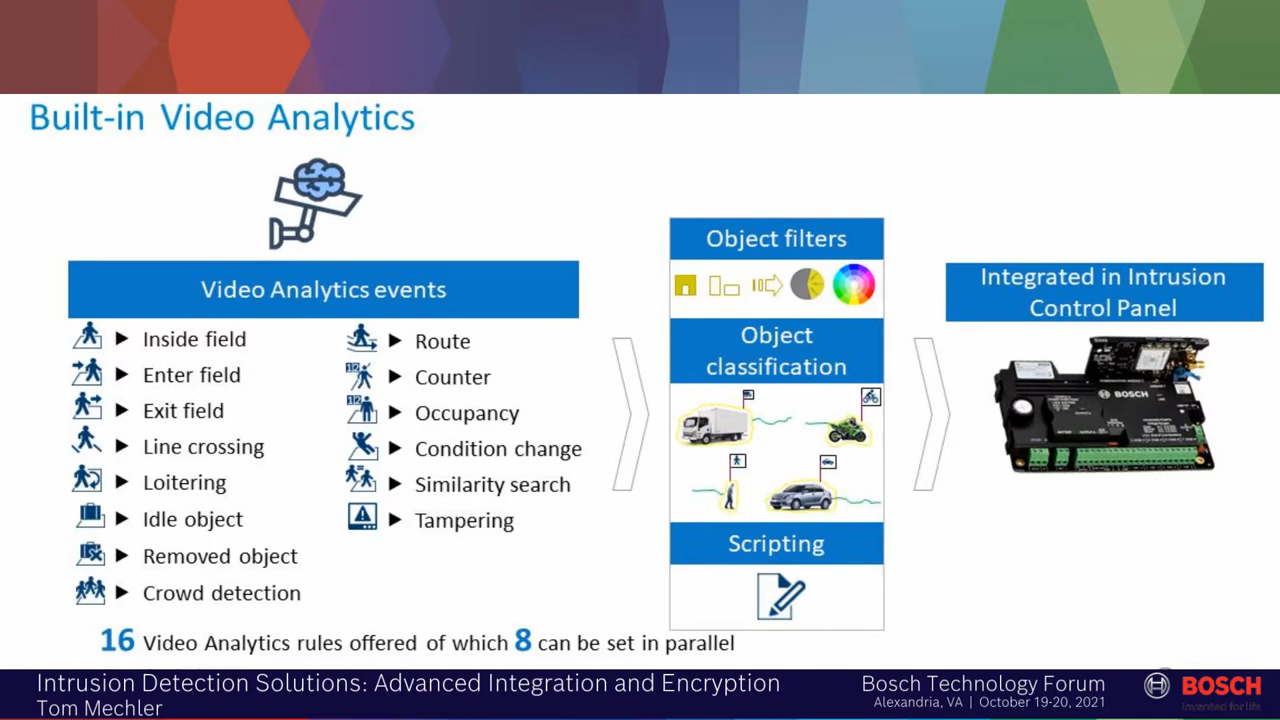 Built-in Video Analytics
Video Analytics events
Inside field
Enter field
Exit field
Line crossing
Loitering
Idle object
Removed object
Crowd detection
Route
Counter
Occupancy
Condition change
Similarity search
Tampering
16 Video Analytics rules offered of which 8 can be set in parallel
Object filters
Object
classification
Scripting
Integrated in Intrusion
Control Panel
BOSCH
Intrusion Detection Solutions: Advanced Integration and Encryption
Tom Mechler
Bosch Technology Forum
Alexandria, VA | October 19-20, 2021
BOSCH
Invented for life